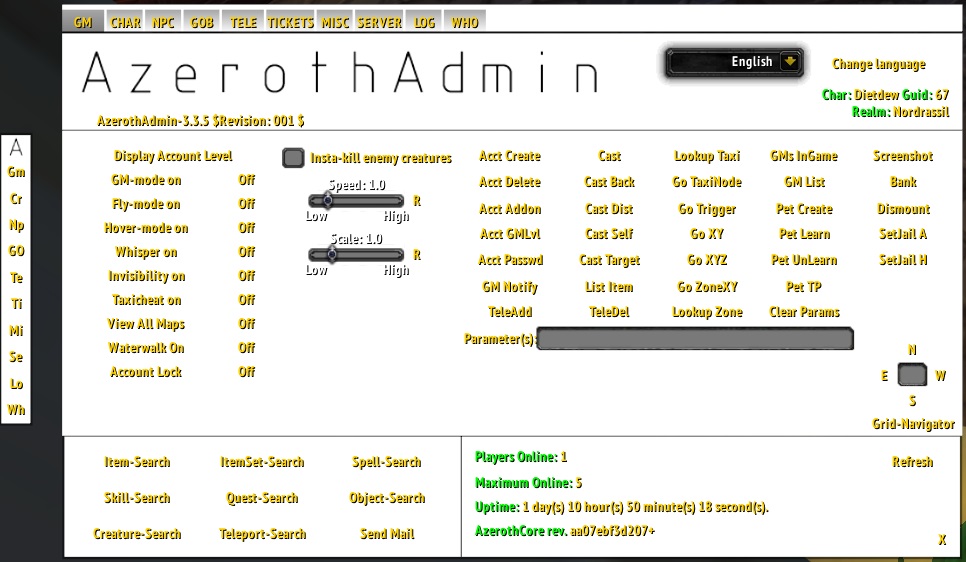 GM CHAR NPC GOB TELE TICKETS MISC SERVER LOG WHO
AzerothAdmin
English
Change language
Char: Dietdew Guid: 67
Realm: Nordrassil
AzerothAdmin-3.3.5 $Revision: 001 $
A
Gm
Cr
Np
GO
Te
Ti
Mi
Se
Lo
Wh
Display Account Level
GM-mode on Off
Fly-mode on Off
Hover-mode on Off
Whisper on Off
Invisibility on Off
Taxicheat on Off
View All Maps Off
Waterwalk On Off
Account Lock Off
Insta-kill enemy creatures
Speed: 1.0
R
Low High
Scale: 1.0
R
Low High
Acct Create Cast Lookup Taxi GMs InGame Screenshot
Acct Delete Cast Back Go TaxiNode GM List Bank
Acct Addon Cast Dist Go Trigger Pet Create Dismount
Acct GMLvl Cast Self Go XY Pet Learn SetJail A
Acct Passwd Cast Target Go XYZ Pet UnLearn SetJail H
GM Notify List Item Go ZoneXY Pet TP
TeleAdd TeleDel Lookup Zone Clear Params
Parameter(s):
N
E W
S
Grid-Navigator
Item-Search ItemSet-Search Spell-Search
Skill-Search Quest-Search Object-Search
Creature-Search Teleport-Search Send Mail
Players Online: 1
Maximum Online: 5
Uptime: 1 day(s) 10 hour(s) 50 minute(s) 18 second(s).
AzerothCore rev. aa07ebf3d207+
Refresh
X